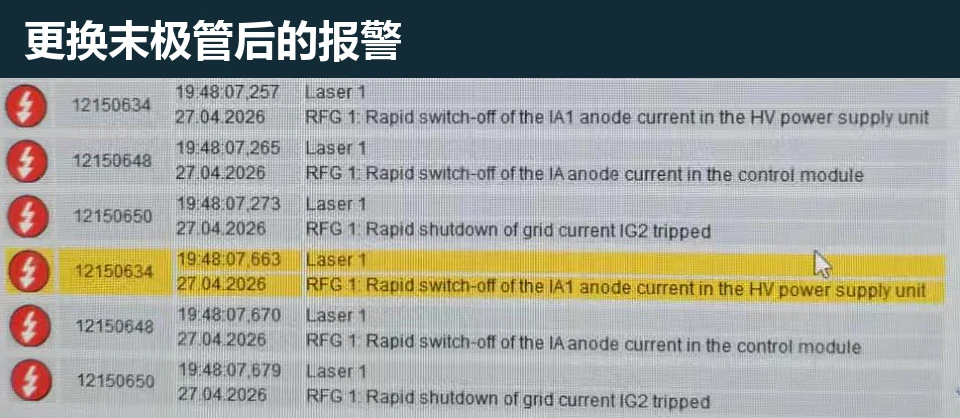 更换末极管后的报警
12150634 19:48:07,257 Laser 1
27.04.2026 RFG 1: Rapid switch-off of the IA1 anode current in the HV power supply unit
12150648 19:48:07,265 Laser 1
27.04.2026 RFG 1: Rapid switch-off of the IA anode current in the control module
12150650 19:48:07,273 Laser 1
27.04.2026 RFG 1: Rapid shutdown of grid current IG2 tripped
12150634 19:48:07,663 Laser 1
27.04.2026 RFG 1: Rapid switch-off of the IA1 anode current in the HV power supply unit
12150648 19:48:07,670 Laser 1
27.04.2026 RFG 1: Rapid switch-off of the IA anode current in the control module
12150650 19:48:07,679 Laser 1
27.04.2026 RFG 1: Rapid shutdown of grid current IG2 tripped